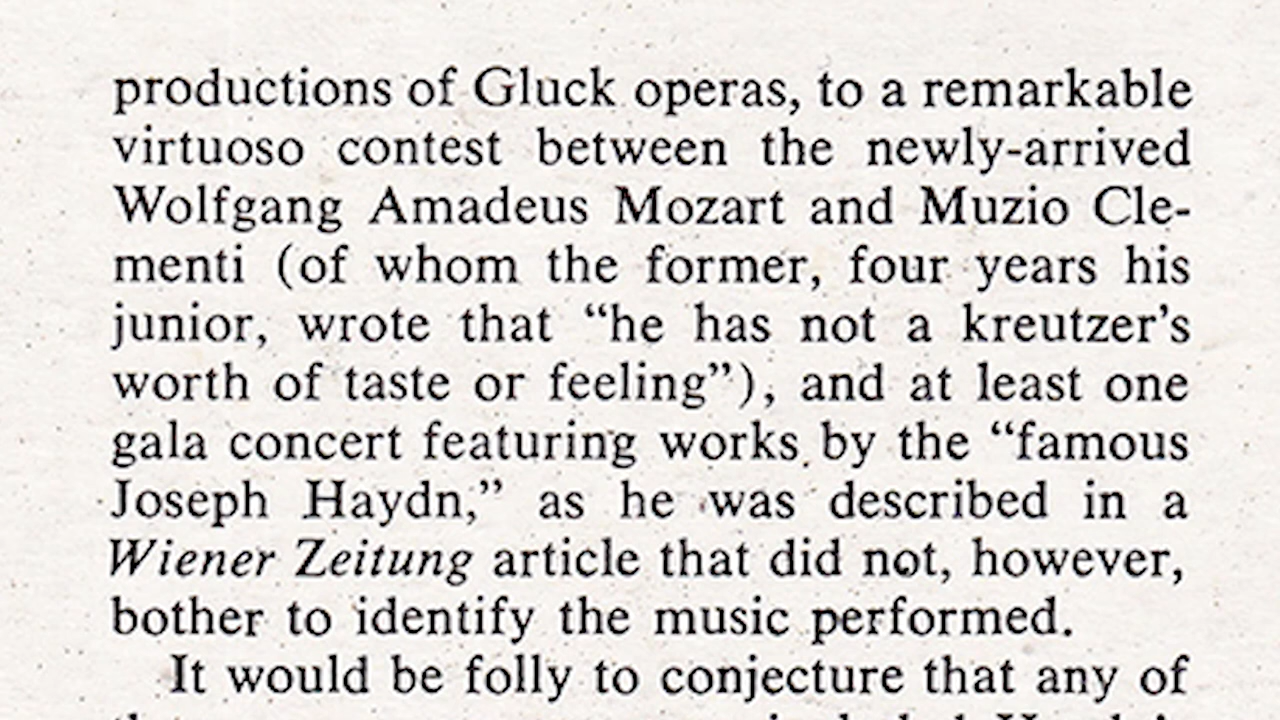 productions of Gluck operas, to a remarkable
virtuoso contest between the newly-arrived
Wolfgang Amadeus Mozart and Muzio Cle-
menti (of whom the former, four years his
junior, wrote that “he has not a kreutzer’s
worth of taste or feeling”), and at least one
gala concert featuring works by the “famous
Joseph Haydn,” as he was described in a
Wiener Zeitung article that did not, however,
bother to identify the music performed.
It would be folly to conjecture that any of